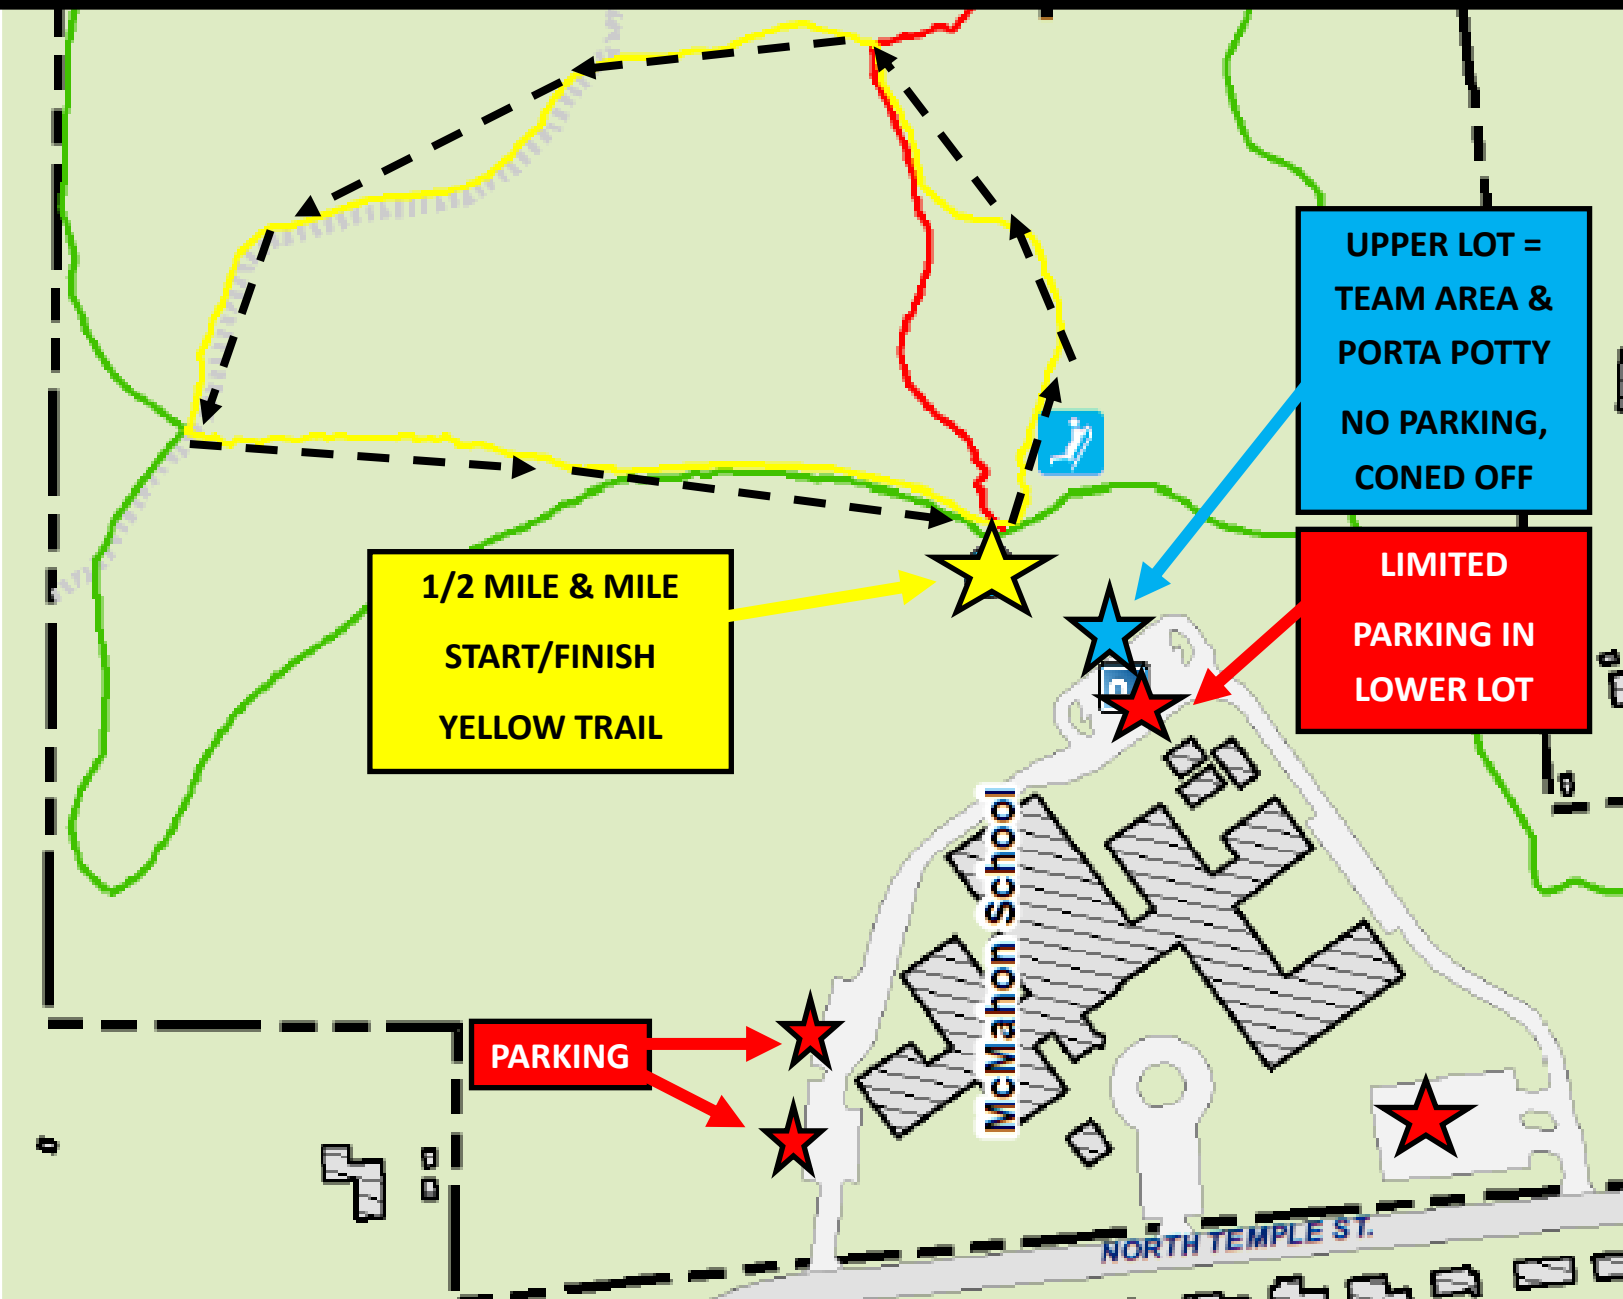 UPPER LOT =
TEAM AREA &
PORTA POTTY
NO PARKING,
CONED OFF
LIMITED
PARKING IN
LOWER LOT
1/2 MILE & MILE
START/FINISH
YELLOW TRAIL
McMahon School
PARKING
NORTH TEMPLE ST.